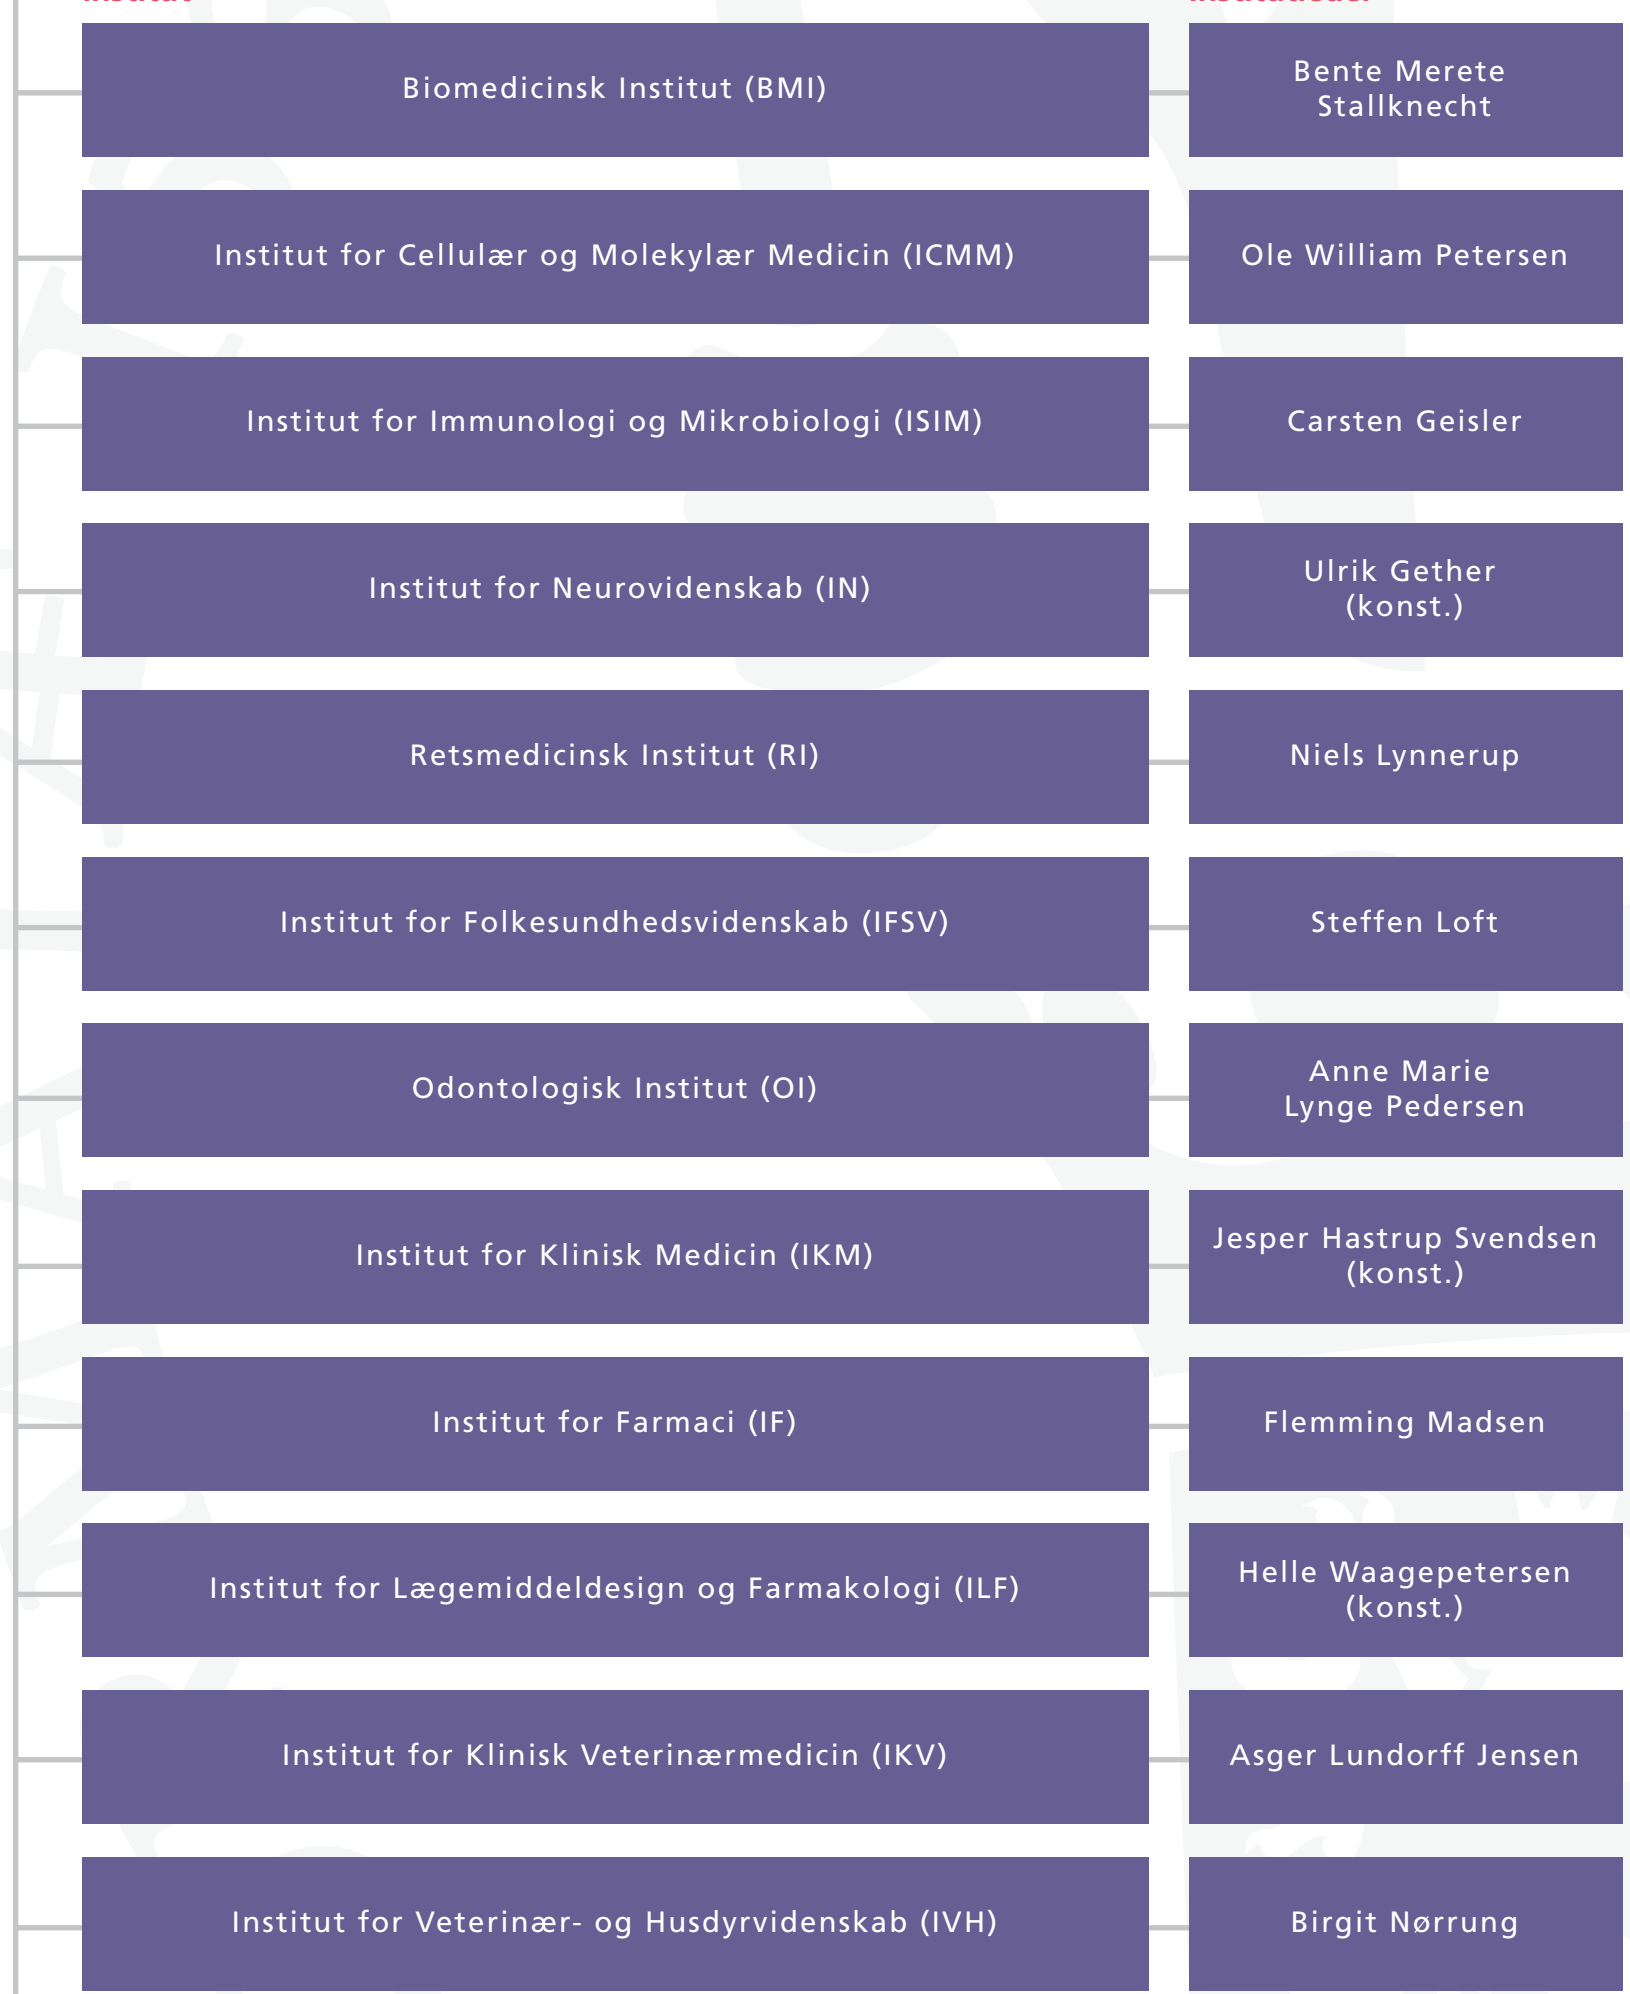 Institut
Institutleder
Biomedicinsk Institut (BMI)
Bente Merete
Stallknecht
Institut for Cellulær og Molekylær Medicin (ICMM)
Ole William Petersen
Institut for Immunologi og Mikrobiologi (ISIM)
Carsten Geisler
Institut for Neurovidenskab (IN)
Ulrik Gether
(konst.)
Retsmedicinsk Institut (RI)
Niels Lynnerup
Institut for Folkesundhedsvidenskab (IFSV)
Steffen Loft
Odontologisk Institut (OI)
Anne Marie
Lynge Pedersen
Institut for Klinisk Medicin (IKM)
Jesper Hastrup Svendsen
(konst.)
Institut for Farmaci (IF)
Flemming Madsen
Institut for Lægemiddeldesign og Farmakologi (ILF)
Helle Waagepetersen
(konst.)
Institut for Klinisk Veterinærmedicin (IKV)
Asger Lundorff Jensen
Institut for Veterinær- og Husdyrvidenskab (IVH)
Birgit Nørrung